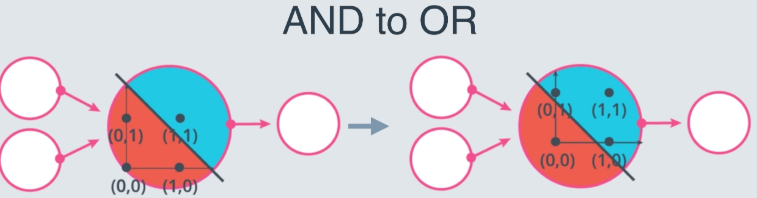 AND to OR
(0,1) (1,1)
(0,0) (1,0)
(0,1) (1,1)
(0,0) (1,0)